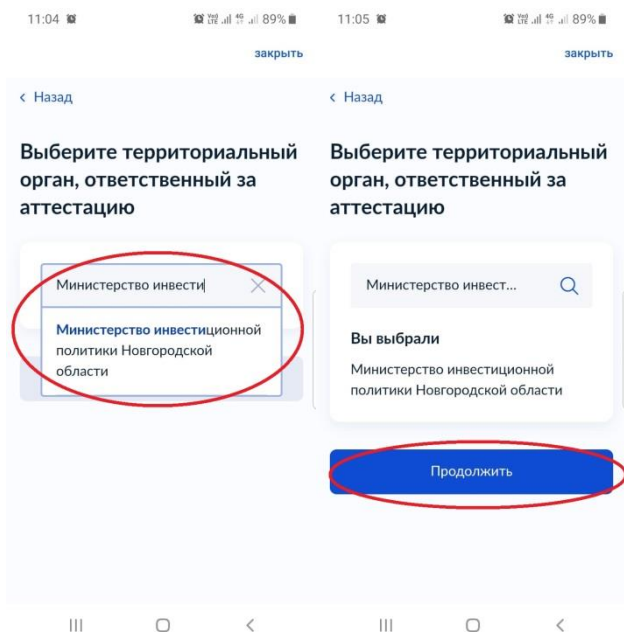 11:04 89%
закрыть
Назад
Выберите территориальный
орган, ответственный за
аттестацию
Министерство инвести
Министерство инвестиционной
политики Новгородской
области
11:05 89%
закрыть
Назад
Выберите территориальный
орган, ответственный за
аттестацию
Министерство инвест...
Вы выбрали
Министерство инвестиционной
политики Новгородской области
Продолжить